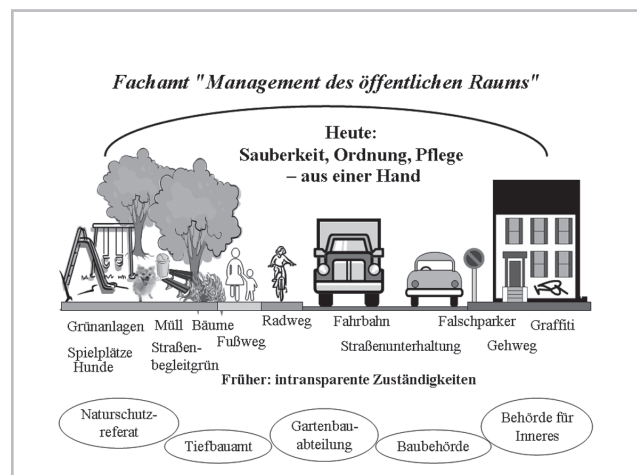 Fachamt "Management des öffentlichen Raums"
Heute:
Sauberkeit, Ordnung, Pflege
– aus einer Hand
Grünanlagen
Müll
Bäume
Radweg
Fahrbahn
Falschparker
Graffiti
Spielplätze
Hunde
Straßen-
begleitgrün
Fußweg
Straßenunterhaltung
Gehweg
Früher: intransparente Zuständigkeiten
Naturschutz-
referat
Tiefbauamt
Gartenbau-
abteilung
Baubehörde
Behörde für
Inneres